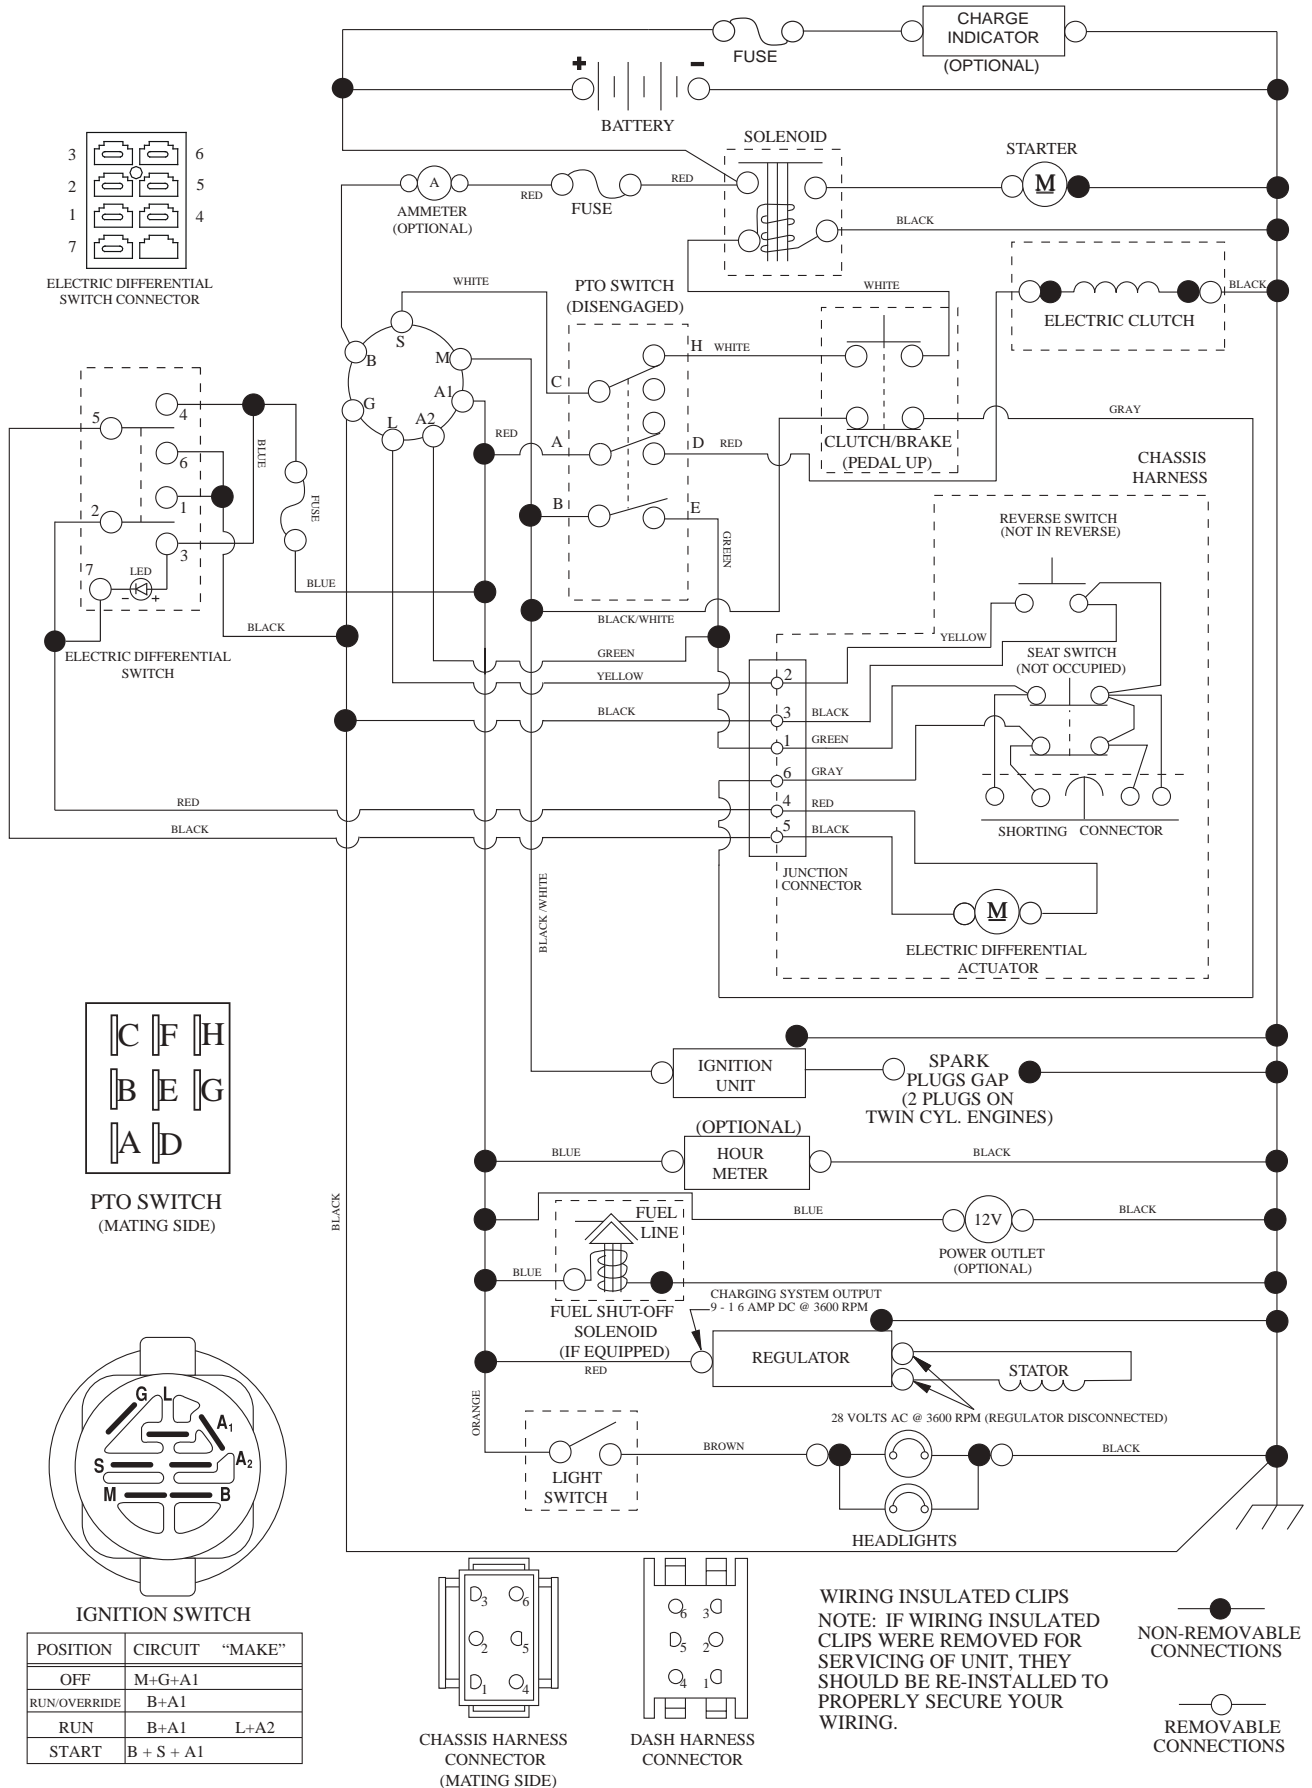 CHARGE
INDICATOR
(OPTIONAL)
FUSE
+
-
BATTERY
SOLENOID
STARTER
3
6
2
5
1
4
7
ELECTRIC DIFFERENTIAL
SWITCH CONNECTOR
A
AMMETER
(OPTIONAL)
RED
FUSE
RED
M
BLACK
WHITE
PTO SWITCH
(DISENGAGED)
WHITE
BLACK
ELECTRIC CLUTCH
S
B
M
A1
G
A2
L
H
WHITE
C
RED
A
D
RED
B
E
GREEN
CLUTCH/BRAKE
(PEDAL UP)
GRAY
CHASSIS
HARNESS
5
4
6
1
2
3
7
LED
-
+
BLUE
FUSE
BLUE
BLACK
ELECTRIC DIFFERENTIAL
SWITCH
BLACK/WHITE
GREEN
YELLOW
BLACK
REVERSE SWITCH
(NOT IN REVERSE)
YELLOW
SEAT SWITCH
(NOT OCCUPIED)
2
3
BLACK
1
GREEN
6
GRAY
4
RED
5
BLACK
RED
BLACK
SHORTING CONNECTOR
JUNCTION
CONNECTOR
M
ELECTRIC DIFFERENTIAL
ACTUATOR
BLACK /WHITE
C F H
B E G
A D
PTO SWITCH
(MATING SIDE)
BLACK
IGNITION
UNIT
SPARK
PLUGS GAP
(2 PLUGS ON
TWIN CYL. ENGINES)
(OPTIONAL)
BLUE
HOUR
METER
BLACK
BLUE
12V
BLACK
POWER OUTLET
(OPTIONAL)
FUEL
LINE
BLUE
FUEL SHUT-OFF
SOLENOID
(IF EQUIPPED)
CHARGING SYSTEM OUTPUT
9 - 1 6 AMP DC @ 3600 RPM
RED
REGULATOR
STATOR
28 VOLTS AC @ 3600 RPM (REGULATOR DISCONNECTED)
ORANGE
LIGHT
SWITCH
BROWN
BLACK
HEADLIGHTS
G
L
A1
S
A2
M
B
IGNITION SWITCH
POSITION CIRCUIT “MAKE”
OFF M+G+A1
RUN/OVERRIDE B+A1
RUN B+A1 L+A2
START B + S + A1
3
6
2
5
1
4
CHASSIS HARNESS
CONNECTOR
(MATING SIDE)
6
3
5
2
4
1
DASH HARNESS
CONNECTOR
WIRING INSULATED CLIPS
NOTE: IF WIRING INSULATED
CLIPS WERE REMOVED FOR
SERVICING OF UNIT, THEY
SHOULD BE RE-INSTALLED TO
PROPERLY SECURE YOUR
WIRING.
NON-REMOVABLE
CONNECTIONS
REMOVABLE
CONNECTIONS